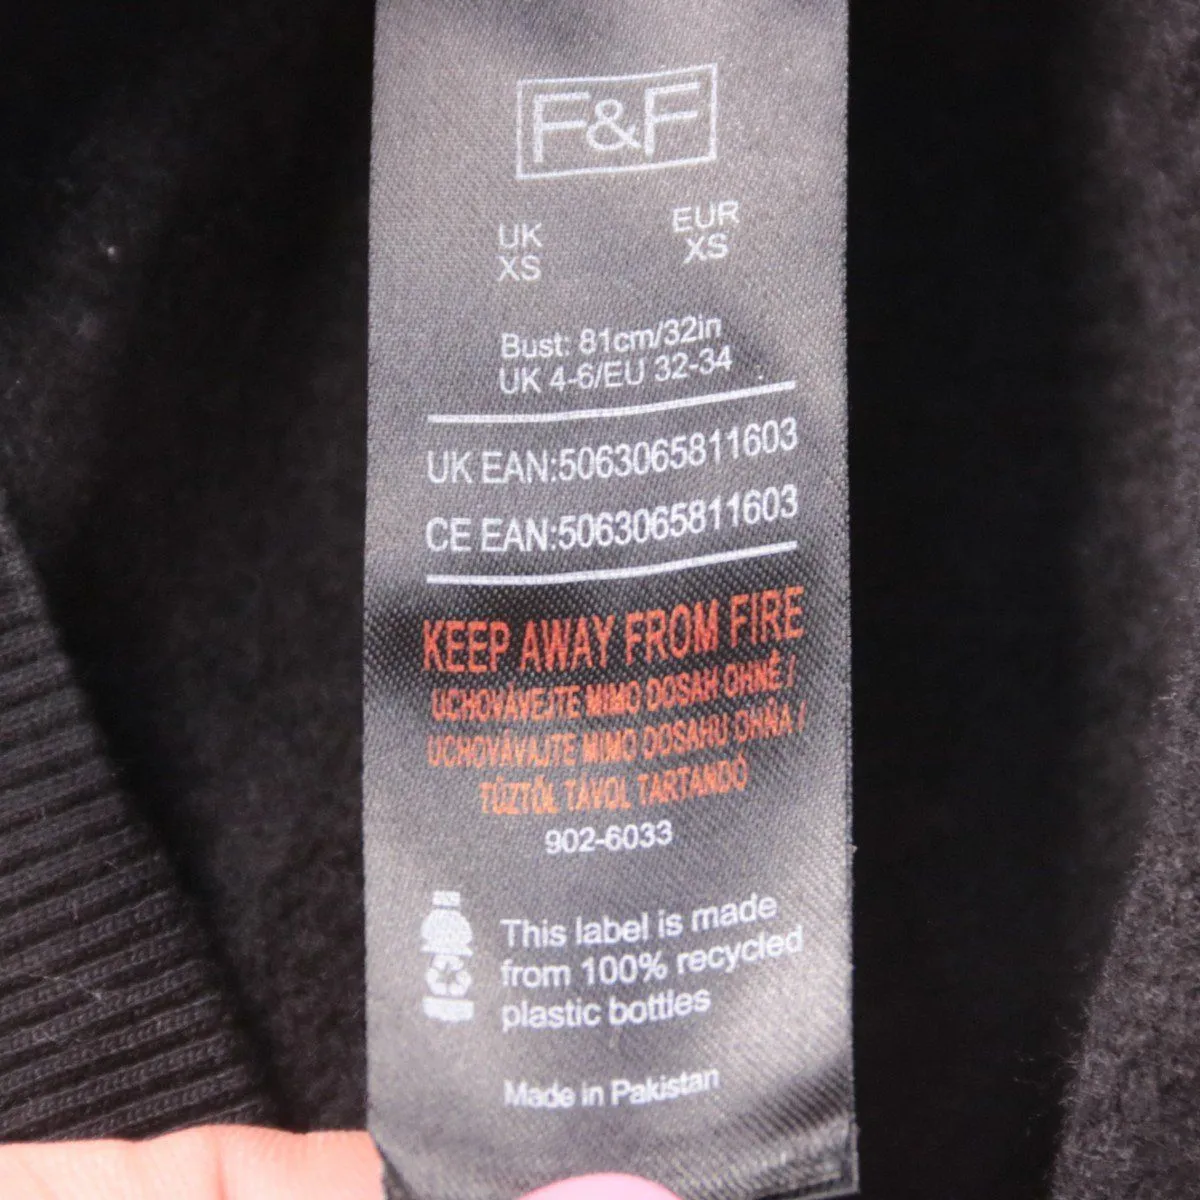 F&F
UK
XS
EUR
XS
Bust: 81cm/32in
UK 4-6/EU 32-34
UK EAN:5063065811603
CE EAN:5063065811603
KEEP AWAY FROM FIRE
UCHOVÁVEJTE MIMO DOSAH OHNĚ /
UCHOVÁVAJTE MIMO DOSAHU OHŇA /
TŰZTŐL TÁVOL TARTANDÓ
902-6033
This label is made
from 100% recycled
plastic bottles
Made in Pakistan